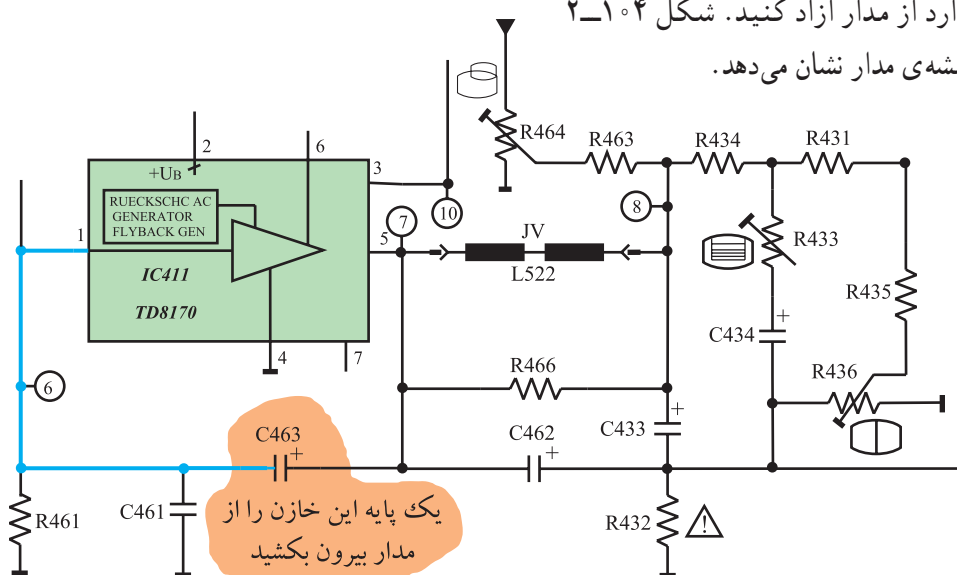 ارد از مدار آزاد کنید. شکل ۱۰۴–۲
شه‌ی مدار نشان می‌دهد.
R464
R463
R434
R431
2
6
+UB
3
RUECKSCHC AC
GENERATOR
FLYBACK GEN
10
8
7
1
5
JV
R433
IC411
L522
TD8170
R435
C434
+
4
7
6
R466
R436
C463
+
C462
+
C433
+
R461
C461
یک پایه این خازن را از
مدار بیرون بکشید
R432
!